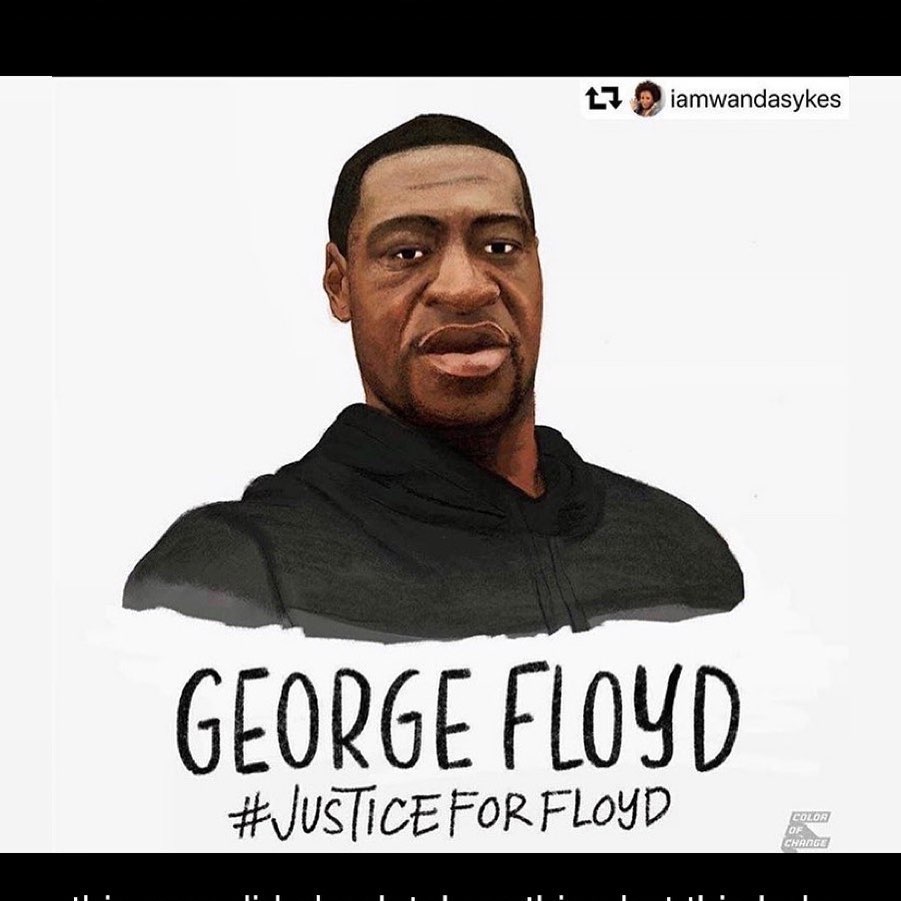 iamwandasykes
GEORGE FLOYD
#JUSTICEFORFLOYD
COLOR
OF
CHANGE